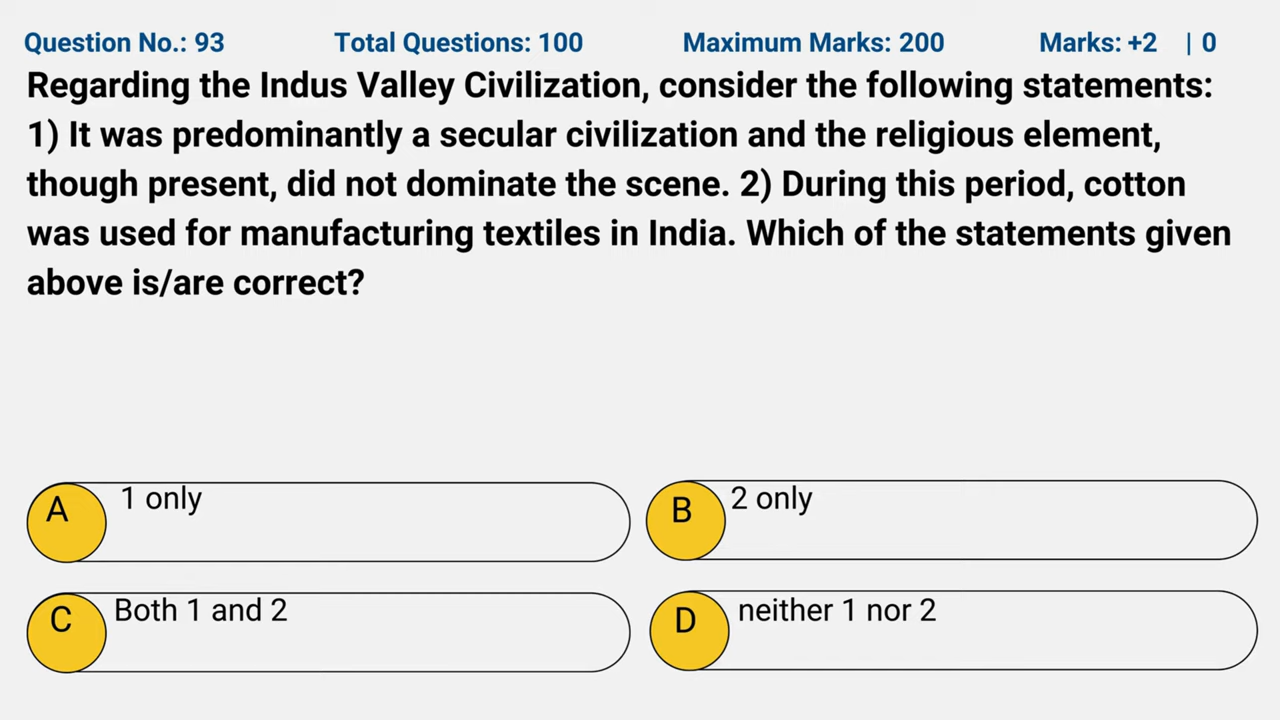 Question No.: 93 Total Questions: 100 Maximum Marks: 200 Marks: +2 | 0
Regarding the Indus Valley Civilization, consider the following statements:
1) It was predominantly a secular civilization and the religious element,
though present, did not dominate the scene. 2) During this period, cotton
was used for manufacturing textiles in India. Which of the statements given
above is/are correct?
A 1 only
B 2 only
C Both 1 and 2
D neither 1 nor 2